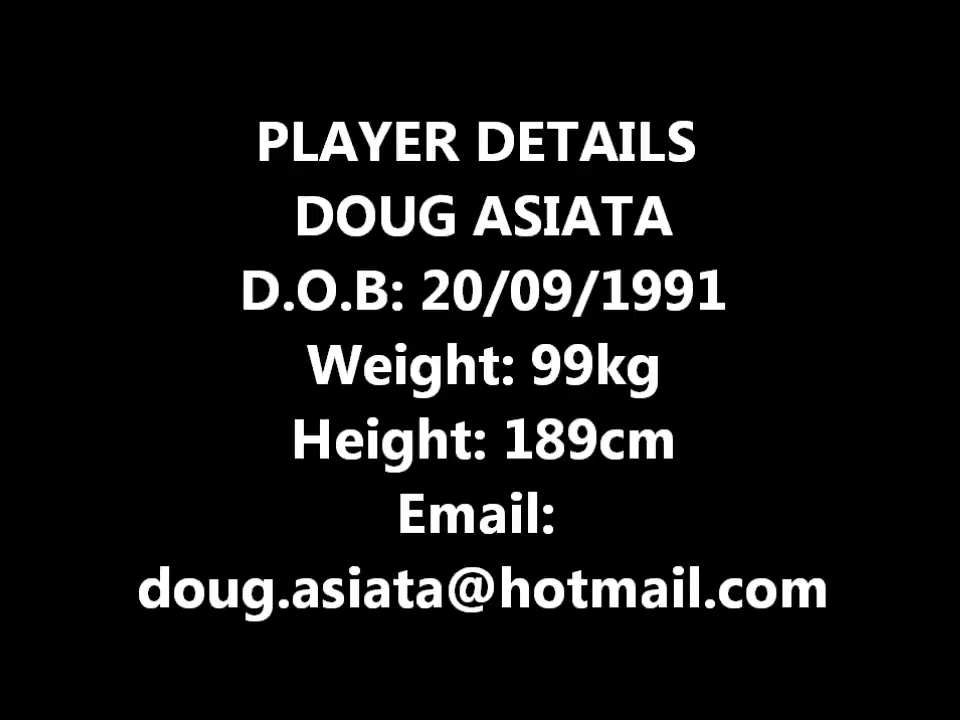 PLAYER DETAILS
DOUG ASIATA
D.O.B: 20/09/1991
Weight: 99kg
Height: 189cm
Email:
doug.asiata@hotmail.com